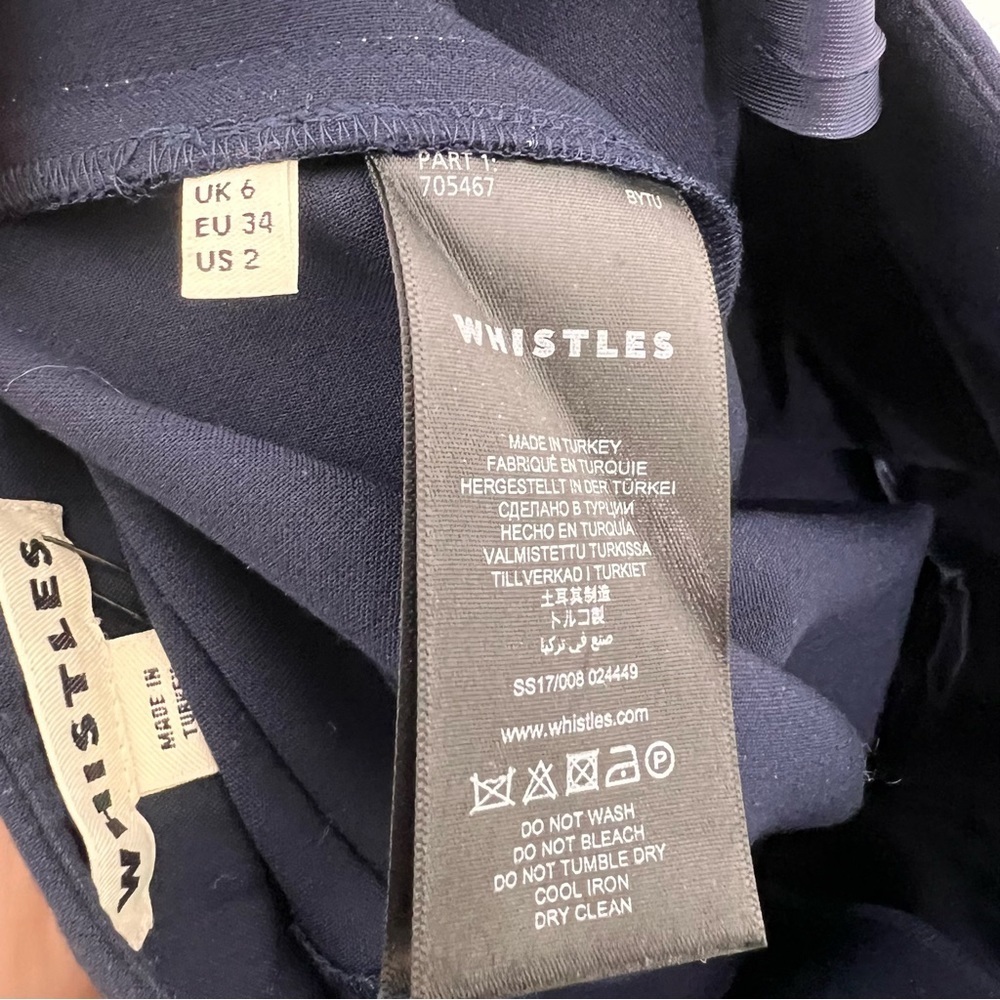 UK 6
EU 34
US 2
PART 1:
705467
BYTU
WHISTLES
MADE IN TURKEY
FABRIQUÉ EN TURQUIE
HERGESTELLT IN DER TÜRKEI
СДЕЛАНО В ТУРЦИИ
HECHO EN TURQUÍA
VALMISTETTU TURKISSA
TILLVERKAD I TURKIET
土耳其制造
トルコ製
صنع في تركيا
SS17/008 024449
www.whistles.com
P
DO NOT WASH
DO NOT BLEACH
DO NOT TUMBLE DRY
COOL IRON
DRY CLEAN
WHISTLES
MADE IN